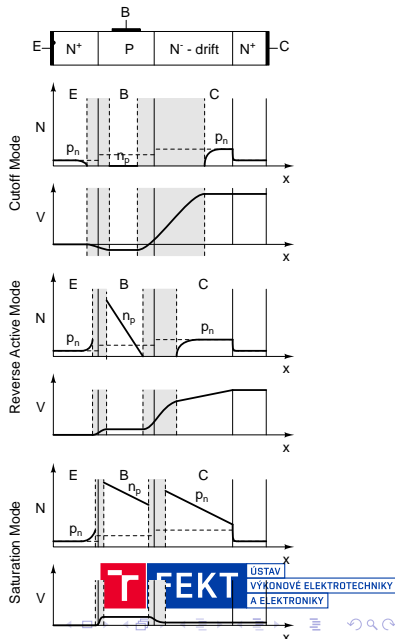 B
E N⁺ P N⁻ - drift N⁺ C
Cutoff Mode
E B C
N
pₙ nₚ pₙ
x
V
x
Reverse Active Mode
E B C
N
pₙ nₚ pₙ
x
V
x
Saturation Mode
E B C
N
pₙ nₚ pₙ
x
V
x
T FEKT
ÚSTAV
VÝKONOVÉ ELEKTROTECHNIKY
A ELEKTRONIKY